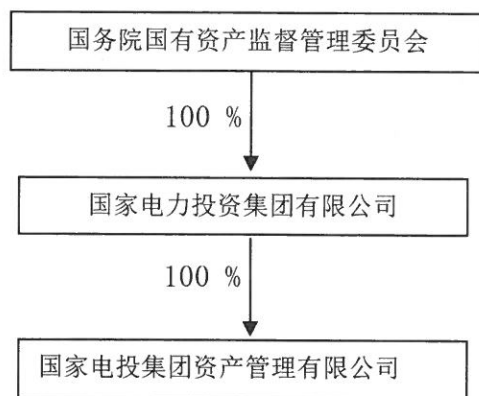 国务院国有资产监督管理委员会
100 %
国家电力投资集团有限公司
100 %
国家电投集团资产管理有限公司